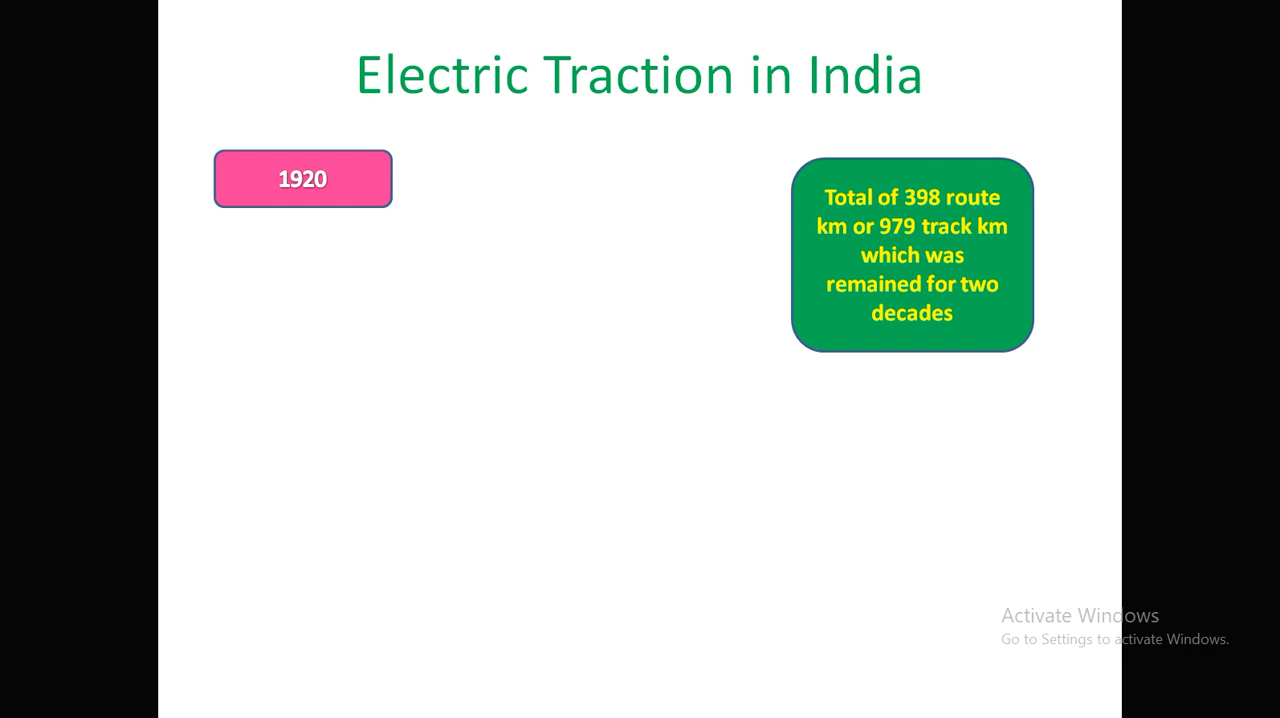 Electric Traction in India
1920
Total of 398 route
km or 979 track km
which was
remained for two
decades
Activate Windows
Go to Settings to activate Windows.